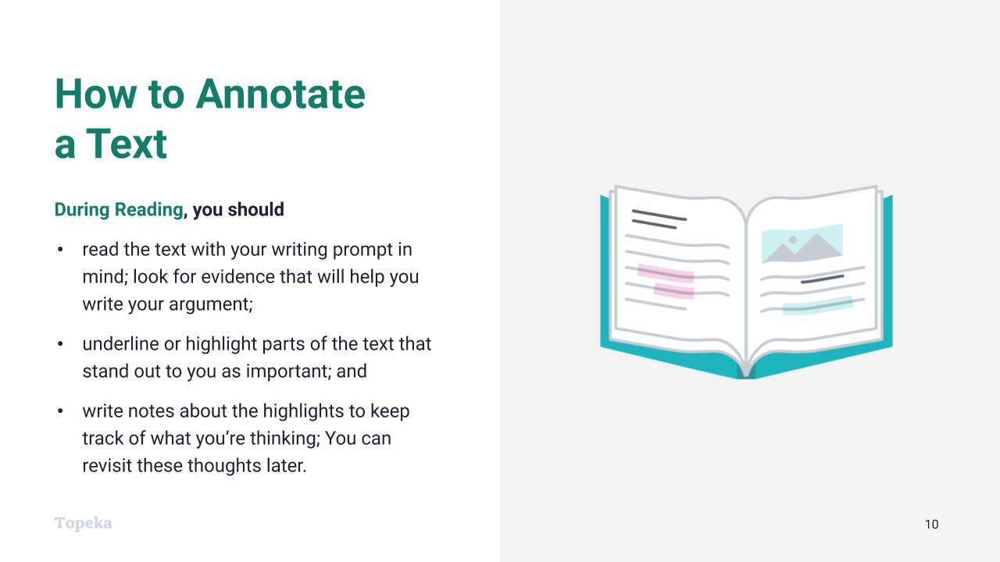 How to Annotate
a Text
During Reading, you should
• read the text with your writing prompt in
mind; look for evidence that will help you
write your argument;
• underline or highlight parts of the text that
stand out to you as important; and
• write notes about the highlights to keep
track of what you’re thinking; You can
revisit these thoughts later.
Topeka
10